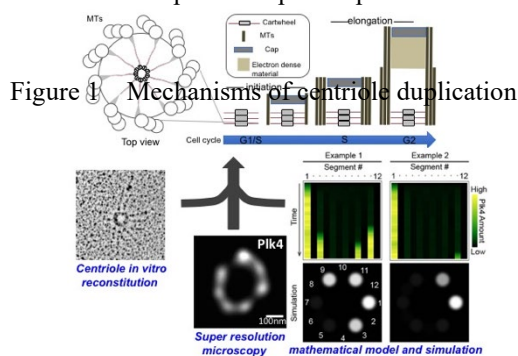 MTs
Cartwheel
MTs
Cap
Electron dense
material
elongation
Figure 1 Mechanisms of centriole duplication
initiation
Top view
Cell cycle
G1/S
S
G2
Example 1
Example 2
Segment #
Segment #
1 12
1 12
Time
High
Plk4 Amount
Low
Centriole in vitro
reconstitution
Plk4
100nm
Super resolution
microscopy
Simulation
10
9
11
8
12
7
1
6
2
5
4
3
mathematical model and simulation